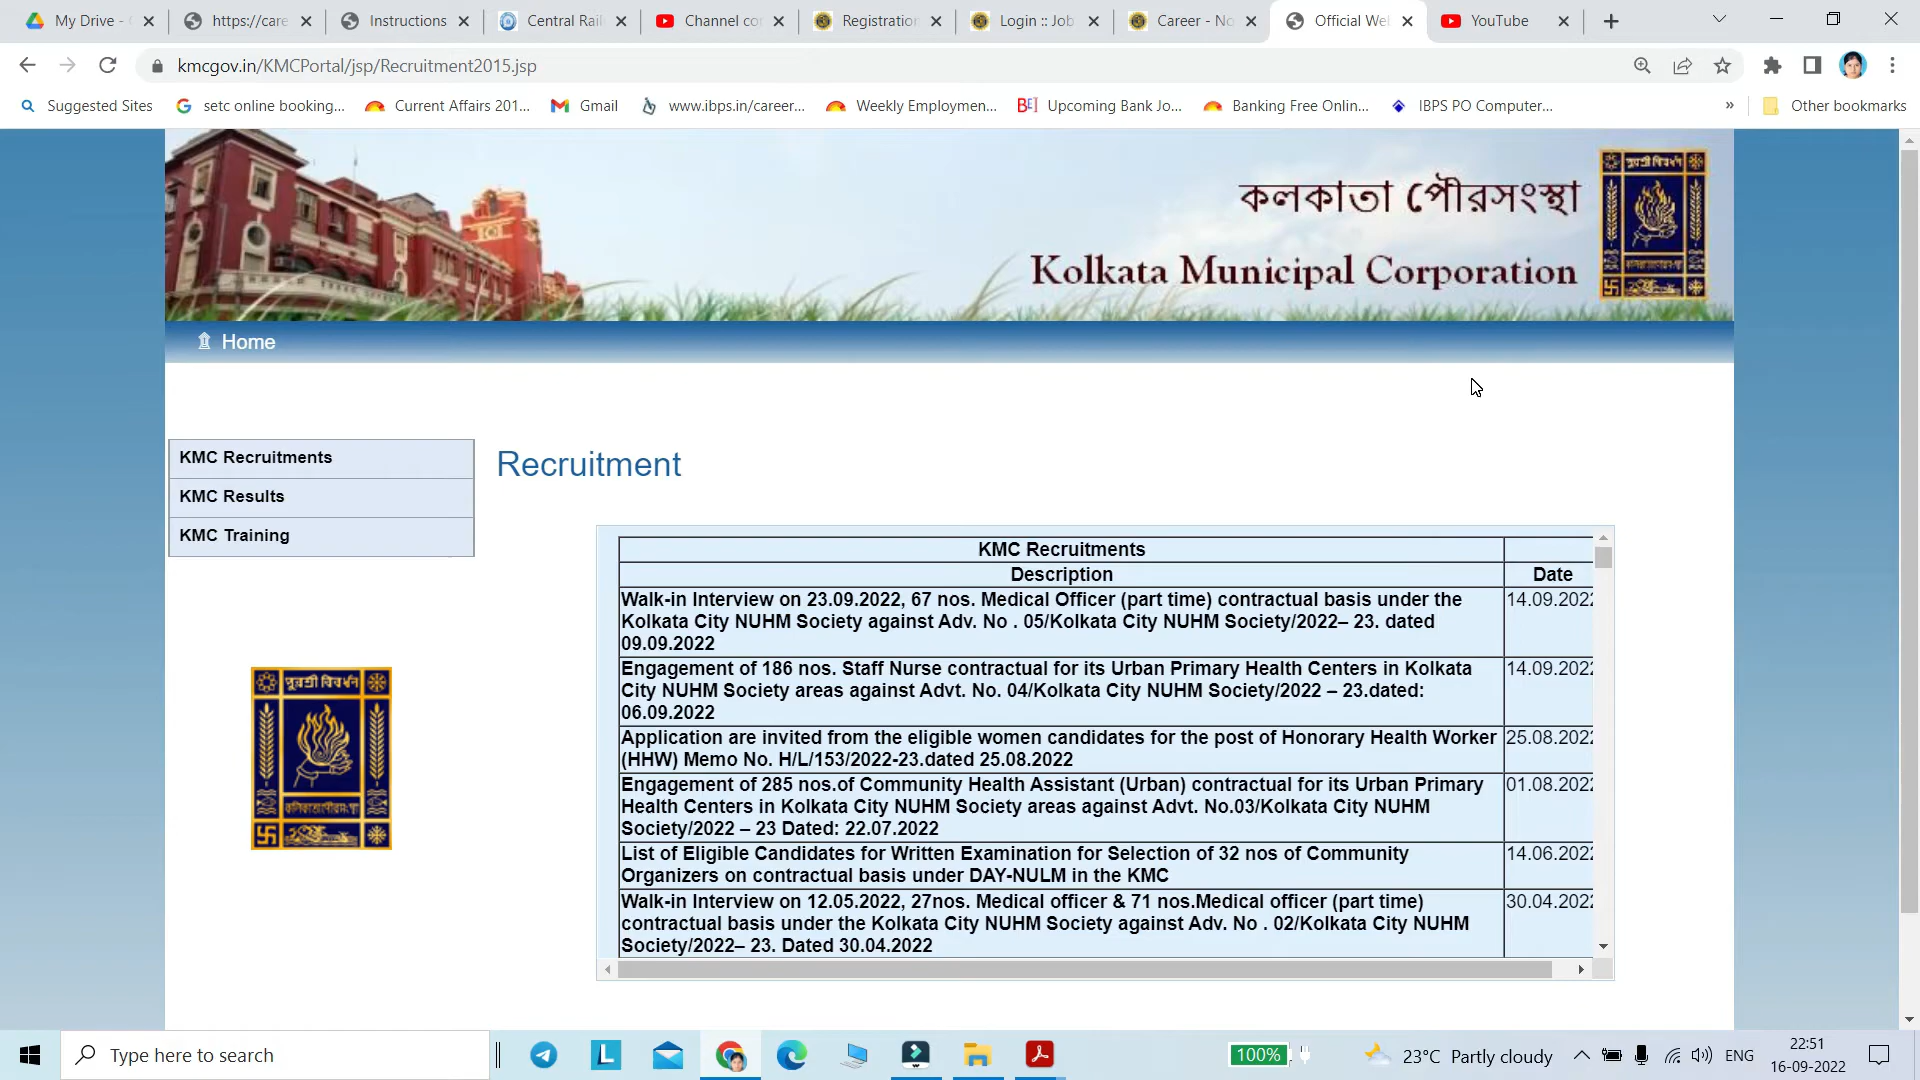 My Drive -
https://care
Instructions
Central Rail
Channel co
Registration
Login :: Job
Career - No
Official We
YouTube
kmcgov.in/KMCPortal/jsp/Recruitment2015.jsp
Suggested Sites
setc online booking...
Current Affairs 201...
Gmail
www.ibps.in/career...
Weekly Employmen...
Upcoming Bank Jo...
Banking Free Onlin...
IBPS PO Computer...
»
Other bookmarks
কলকাতা পৌরসংস্থা
Kolkata Municipal Corporation
Home
KMC Recruitments
KMC Results
KMC Training
Recruitment
KMC Recruitments
Description
Date
Walk-in Interview on 23.09.2022, 67 nos. Medical Officer (part time) contractual basis under the
Kolkata City NUHM Society against Adv. No . 05/Kolkata City NUHM Society/2022– 23. dated
09.09.2022
14.09.2022
Engagement of 186 nos. Staff Nurse contractual for its Urban Primary Health Centers in Kolkata
City NUHM Society areas against Advt. No. 04/Kolkata City NUHM Society/2022 – 23.dated:
06.09.2022
14.09.2022
Application are invited from the eligible women candidates for the post of Honorary Health Worker
(HHW) Memo No. H/L/153/2022-23.dated 25.08.2022
25.08.2022
Engagement of 285 nos.of Community Health Assistant (Urban) contractual for its Urban Primary
Health Centers in Kolkata City NUHM Society areas against Advt. No.03/Kolkata City NUHM
Society/2022 – 23 Dated: 22.07.2022
01.08.2022
List of Eligible Candidates for Written Examination for Selection of 32 nos of Community
Organizers on contractual basis under DAY-NULM in the KMC
14.06.2022
Walk-in Interview on 12.05.2022, 27nos. Medical officer & 71 nos.Medical officer (part time)
contractual basis under the Kolkata City NUHM Society against Adv. No . 02/Kolkata City NUHM
Society/2022– 23. Dated 30.04.2022
30.04.2022
Type here to search
100%
23°C Partly cloudy
ENG
22:51
16-09-2022